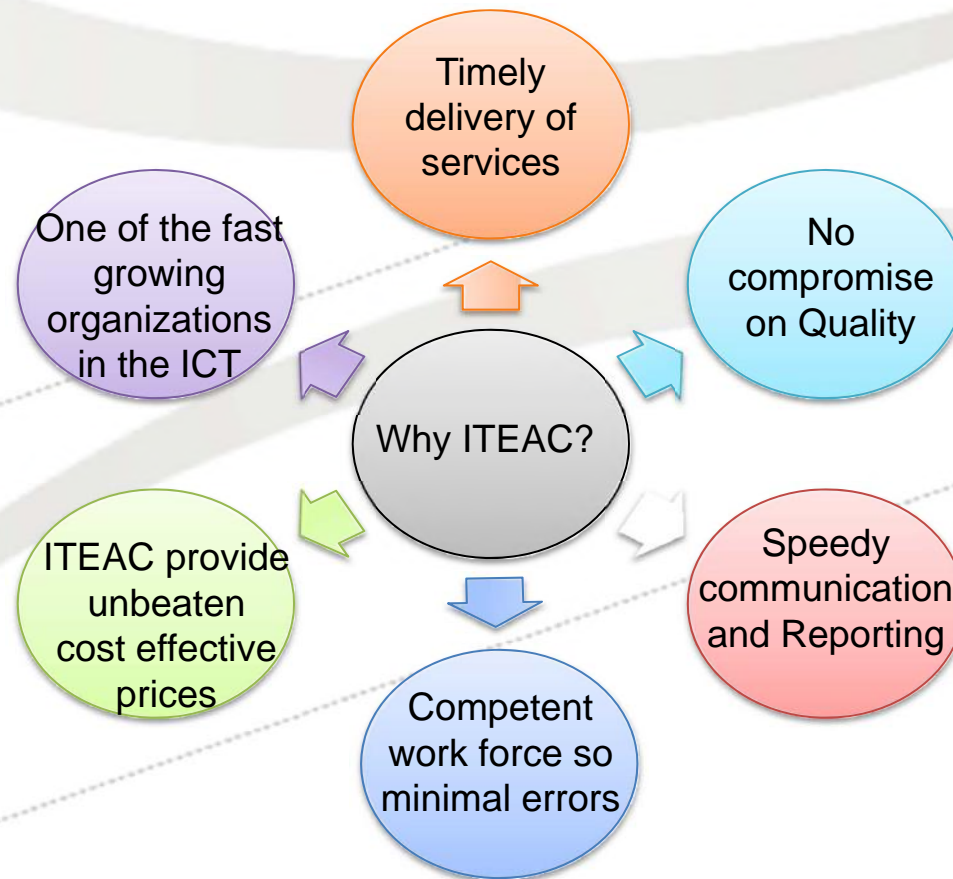 Timely
delivery of
services
One of the fast
growing
organizations
in the ICT
No
compromise
on Quality
Why ITEAC?
ITEAC provide
unbeaten
cost effective
prices
Speedy
communication
and Reporting
Competent
work force so
minimal errors